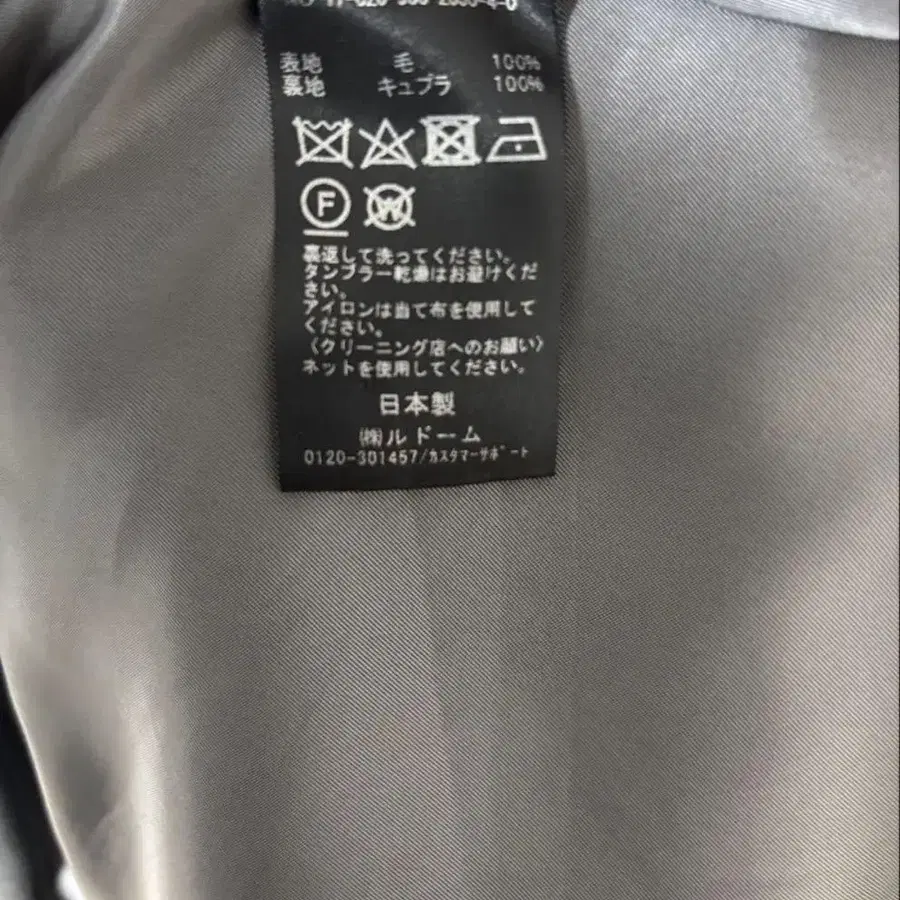 表地 毛 100%
裏地 キュプラ 100%
F W
裏返して洗ってください。
タンブラー乾燥はお避けくだ
さい。
アイロンは当て布を使用して
ください。
〈クリーニング店へのお願い〉
ネットを使用してください。
日本製
㈱ルドーム
0120-301457/カスタマーサポート